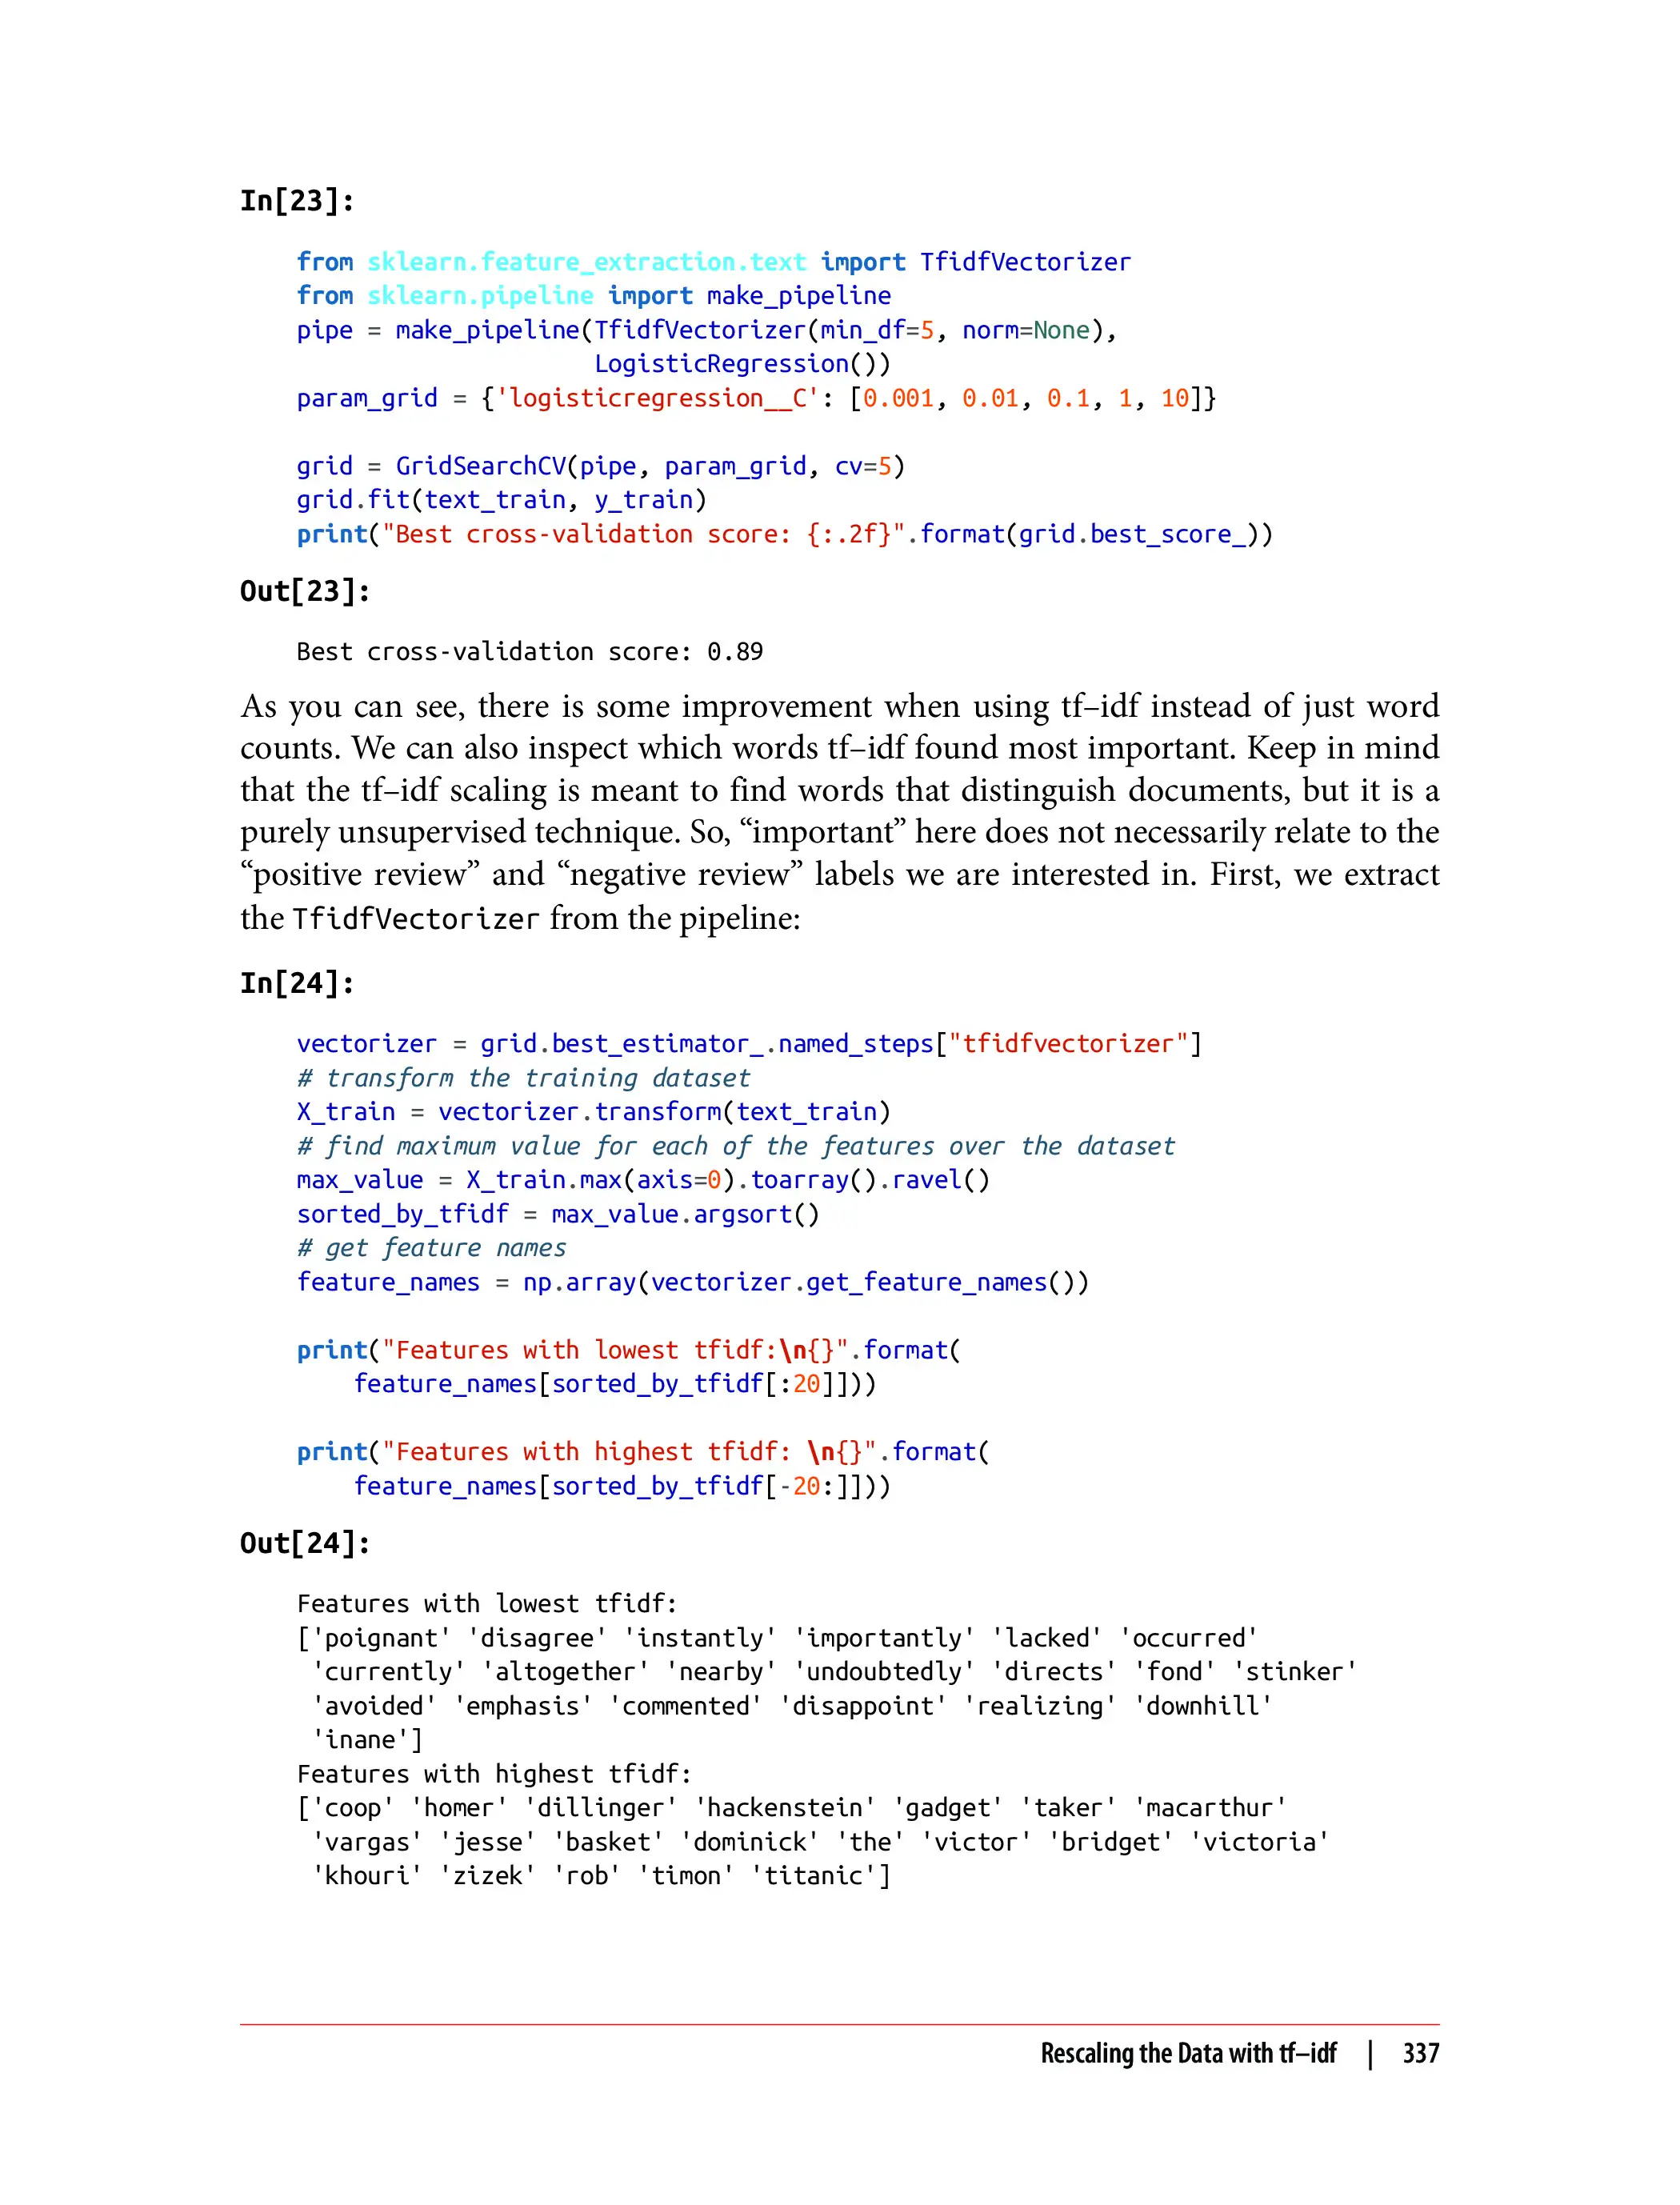 In[23]:
from sklearn.feature_extraction.text import TfidfVectorizer
from sklearn.pipeline import make_pipeline
pipe = make_pipeline(TfidfVectorizer(min_df=5, norm=None),
                     LogisticRegression())
param_grid = {'logisticregression__C': [0.001, 0.01, 0.1, 1, 10]}
grid = GridSearchCV(pipe, param_grid, cv=5)
grid.fit(text_train, y_train)
print("Best cross-validation score: {:.2f}".format(grid.best_score_))
Out[23]:
Best cross-validation score: 0.89
As you can see, there is some improvement when using tf–idf instead of just word
counts. We can also inspect which words tf–idf found most important. Keep in mind
that the tf–idf scaling is meant to find words that distinguish documents, but it is a
purely unsupervised technique. So, “important” here does not necessarily relate to the
“positive review” and “negative review” labels we are interested in. First, we extract
the TfidfVectorizer from the pipeline:
In[24]:
vectorizer = grid.best_estimator_.named_steps["tfidfvectorizer"]
# transform the training dataset
X_train = vectorizer.transform(text_train)
# find maximum value for each of the features over the dataset
max_value = X_train.max(axis=0).toarray().ravel()
sorted_by_tfidf = max_value.argsort()
# get feature names
feature_names = np.array(vectorizer.get_feature_names())
print("Features with lowest tfidf:\n{}".format(
    feature_names[sorted_by_tfidf[:20]]))
print("Features with highest tfidf: \n{}".format(
    feature_names[sorted_by_tfidf[-20:]]))
Out[24]:
Features with lowest tfidf:
['poignant' 'disagree' 'instantly' 'importantly' 'lacked' 'occurred'
 'currently' 'altogether' 'nearby' 'undoubtedly' 'directs' 'fond' 'stinker'
 'avoided' 'emphasis' 'commented' 'disappoint' 'realizing' 'downhill'
 'inane']
Features with highest tfidf:
['coop' 'homer' 'dillinger' 'hackenstein' 'gadget' 'taker' 'macarthur'
 'vargas' 'jesse' 'basket' 'dominick' 'the' 'victor' 'bridget' 'victoria'
 'khouri' 'zizek' 'rob' 'timon' 'titanic']
Rescaling the Data with tf–idf | 337